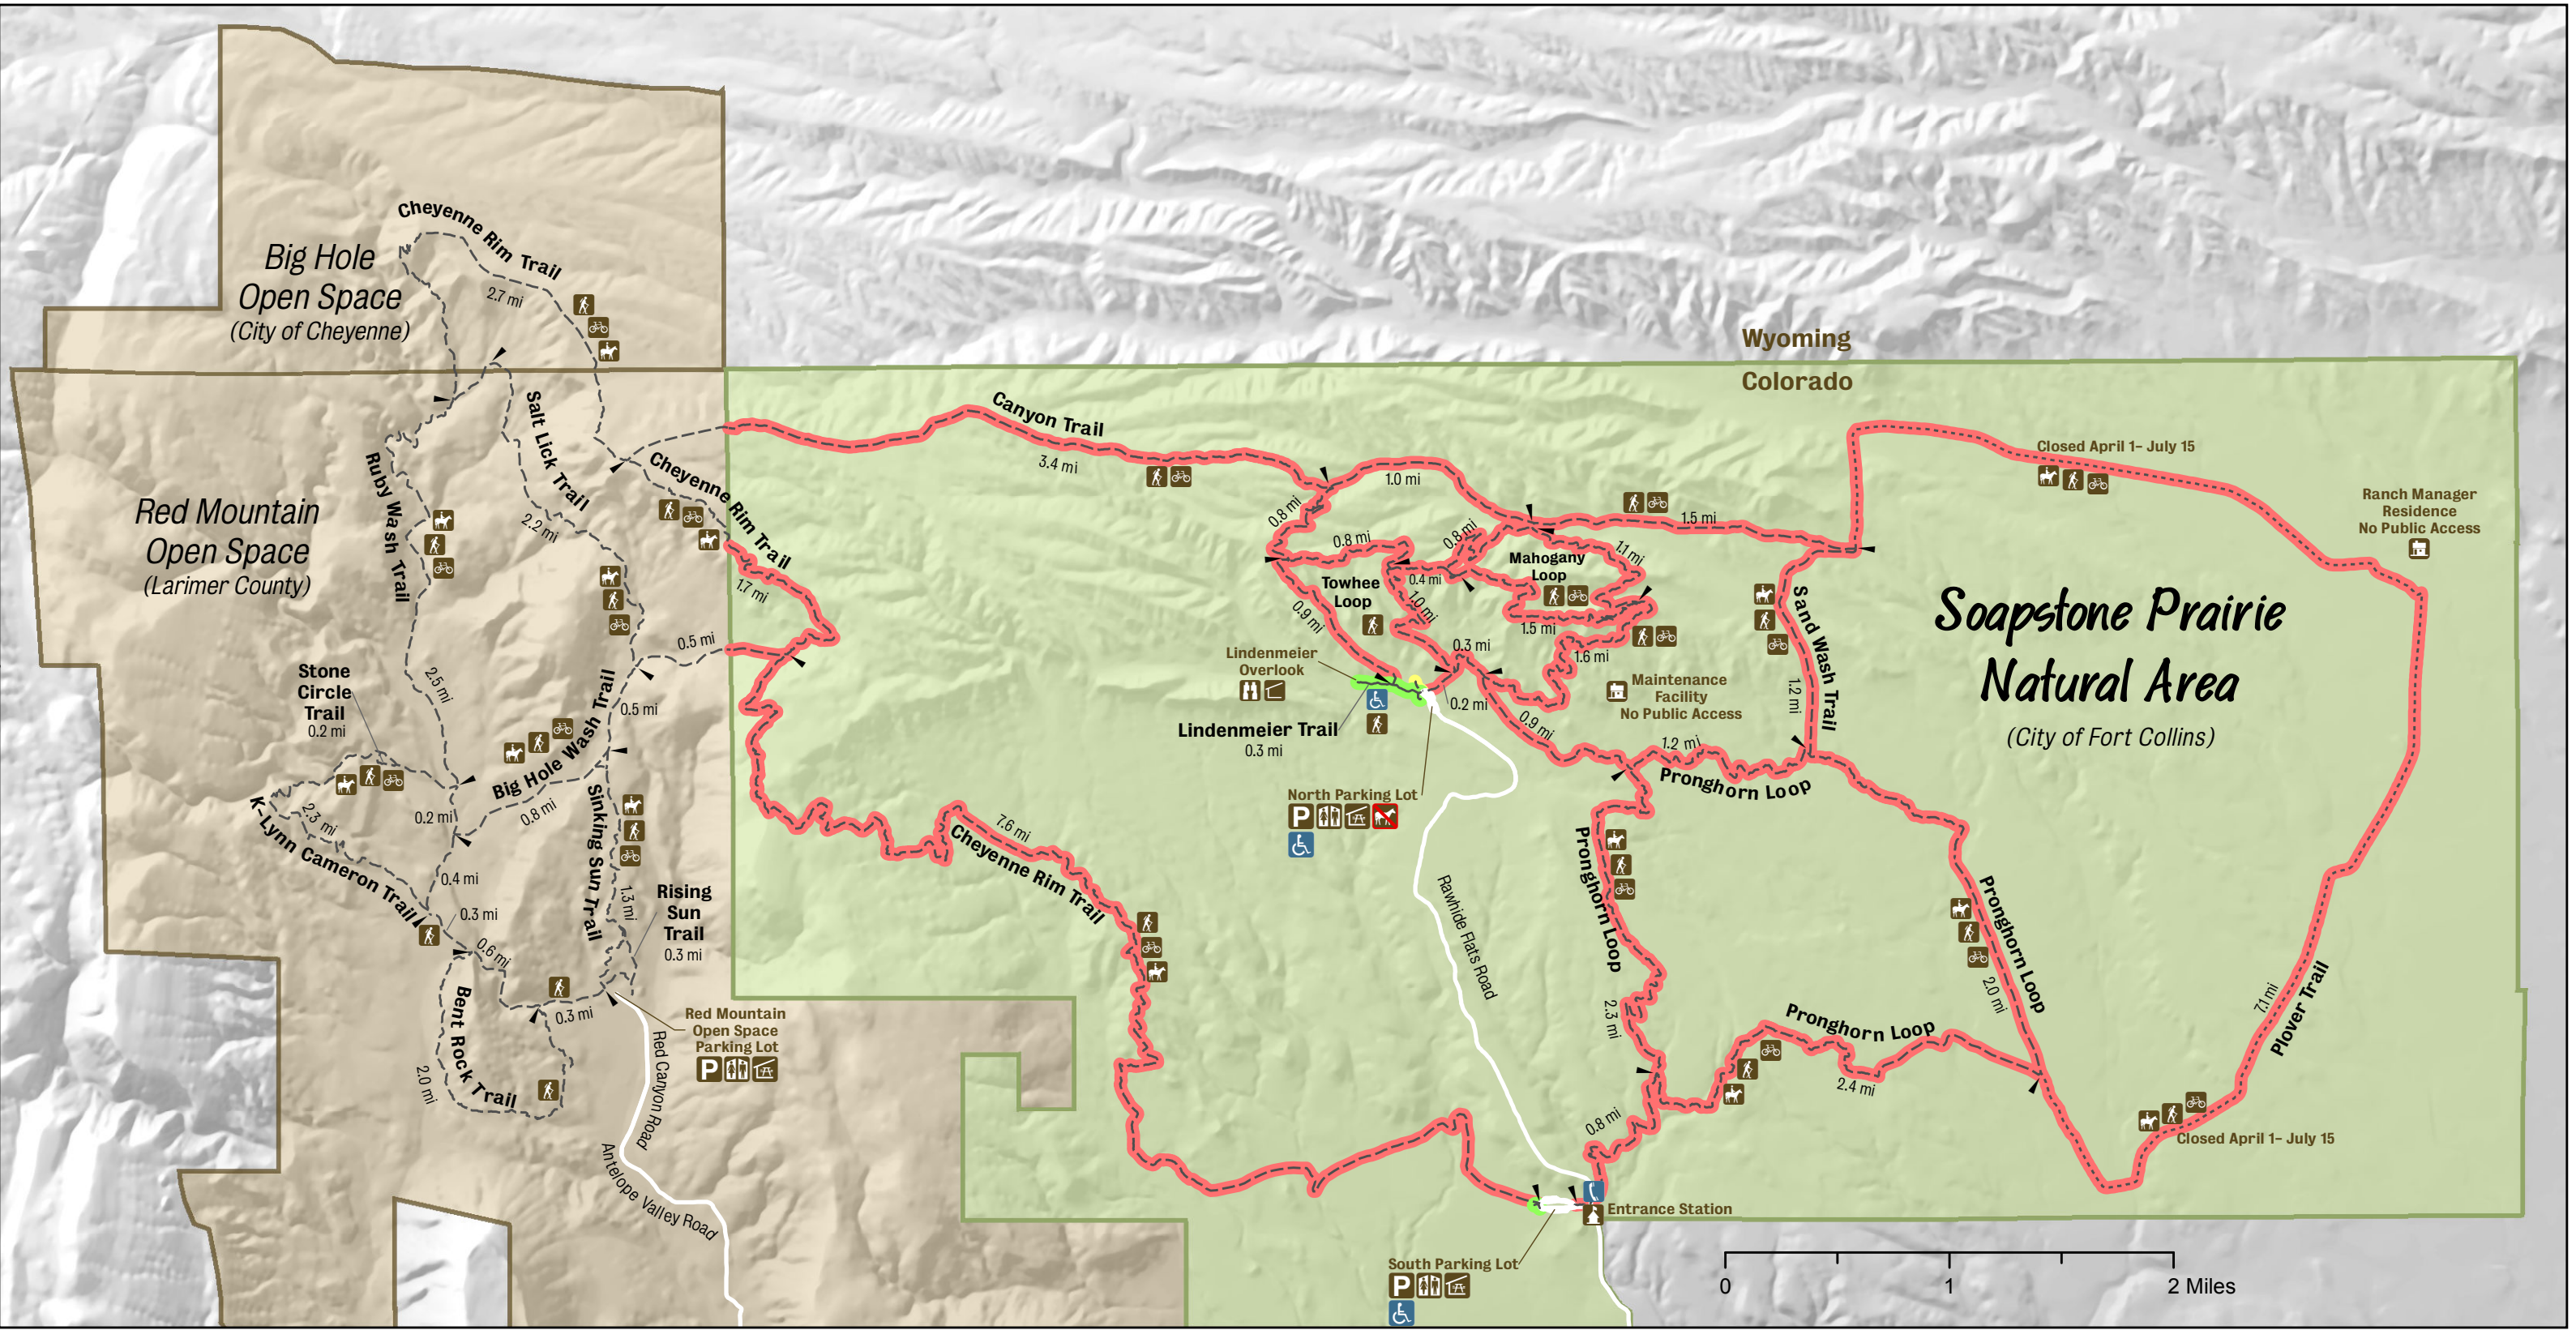 Wyoming
Colorado
Big Hole
Open Space
(City of Cheyenne)
Cheyenne Rim Trail
2.7 mi
Red Mountain
Open Space
(Larimer County)
Ruby Wash Trail
2.5 mi
Salt Lick Trail
2.2 mi
Cheyenne Rim Trail
1.7 mi
0.5 mi
0.5 mi
Stone
Circle
Trail
0.2 mi
Big Hole Wash Trail
0.8 mi
0.2 mi
0.4 mi
0.3 mi
0.6 mi
0.3 mi
K-Lynn Cameron Trail
2.3 mi
Sinking Sun Trail
1.3 mi
Rising
Sun
Trail
0.3 mi
Bent Rock Trail
2.0 mi
Red Mountain
Open Space
Parking Lot
P
Red Canyon Road
Antelope Valley Road
Canyon Trail
3.4 mi
1.0 mi
0.8 mi
0.8 mi
0.8 mi
1.5 mi
Towhee
Loop
0.9 mi
1.0 mi
0.4 mi
Mahogany
Loop
1.1 mi
1.5 mi
1.6 mi
0.3 mi
0.2 mi
0.9 mi
Lindenmeier
Overlook
Lindenmeier Trail
0.3 mi
North Parking Lot
P
Maintenance
Facility
No Public Access
Sand Wash Trail
1.2 mi
1.2 mi
Pronghorn Loop
Pronghorn Loop
2.3 mi
Pronghorn Loop
2.0 mi
Pronghorn Loop
2.4 mi
0.8 mi
Cheyenne Rim Trail
7.6 mi
Rawhide Flats Road
Closed April 1– July 15
Ranch Manager
Residence
No Public Access
Soapstone Prairie
Natural Area
(City of Fort Collins)
Plover Trail
7.1 mi
Closed April 1– July 15
Entrance Station
South Parking Lot
P
0 1 2 Miles